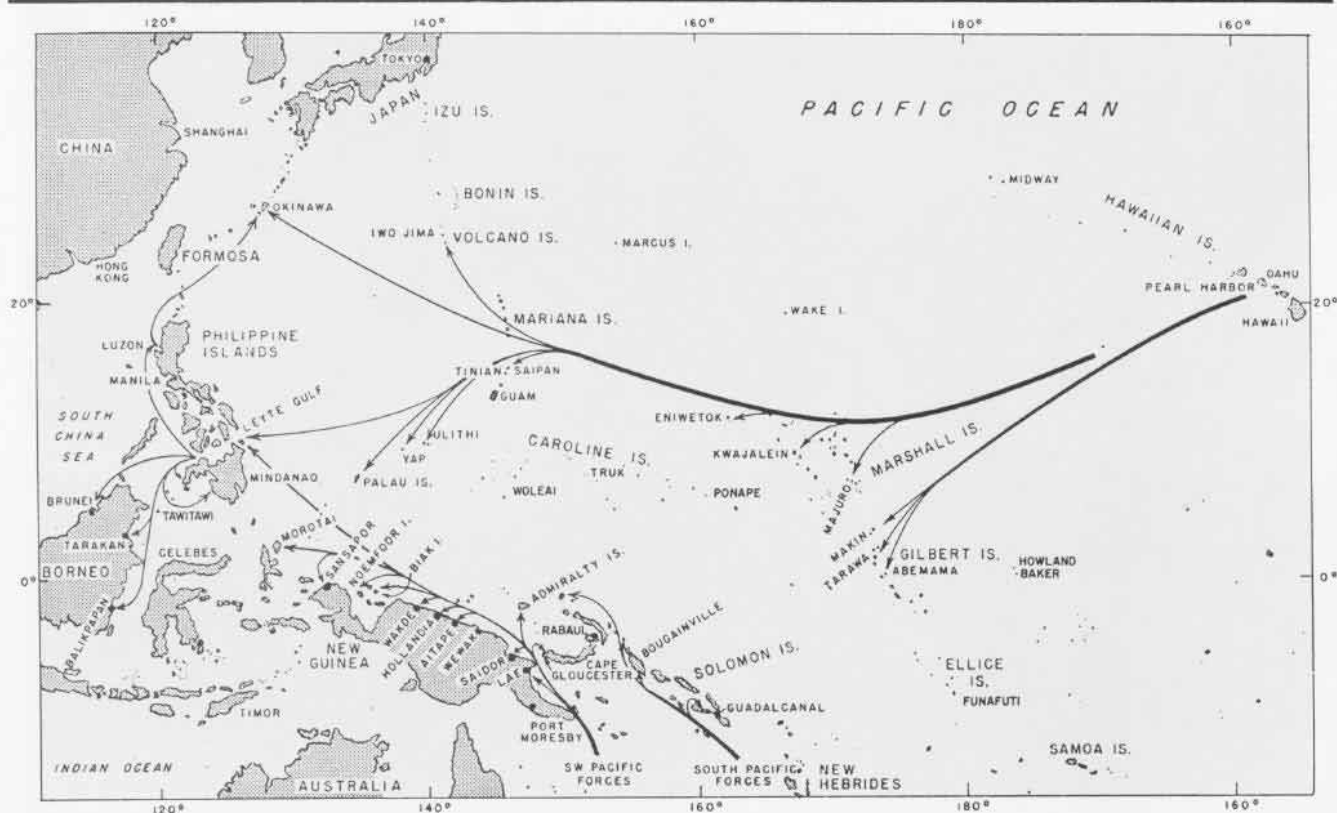 120°
160°
180°
160°
TOKYO
JAPAN
IZU IS.
PACIFIC OCEAN
SHANGHAI
CHINA
MIDWAY
BONIN IS.
HAWAIIAN IS.
OKINAWA
IWO JIMA
VOLCANO IS.
MARCUS I.
FORMOSA
HONG
KONG
OAHU
PEARL HARBOR
20°
20°
HAWAII
WAKE I.
MARIANA IS.
PHILIPPINE
ISLANDS
LUZON
TINIAN
SAIPAN
MANILA
GUAM
SOUTH
CHINA
SEA
LEYTE GULF
ENIWETOK
ULITHI
YAP
CAROLINE IS.
KWAJALEIN
MARSHALL IS.
TRUK
MINDANAO
PALAU IS.
WOLEAI
PONAPE
MAJURO
BRUNEI
TAWITAWI
TARAKAN
CELEBES
MOROTAI
SANSAPOR
NOEMFOOR I.
BIAK I.
MAKIN
TARAWA
GILBERT IS.
ABEMAMA
HOWLAND
BAKER
0°
0°
BORNEO
ADMIRALTY IS.
BALIKPAPAN
RABAUL
BOUGAINVILLE
NEW
GUINEA
WAKDE
HOLLANDIA
AITAPE
WEWAK
SAIDOR
LAE
CAPE
GLOUCESTER
SOLOMON IS.
ELLICE
IS.
FUNAFUTI
TIMOR
GUADALCANAL
PORT
MORESBY
SAMOA IS.
INDIAN OCEAN
AUSTRALIA
SW PACIFIC
FORCES
SOUTH PACIFIC
FORCES
NEW
HEBRIDES
120°
140°
160°
180°
160°